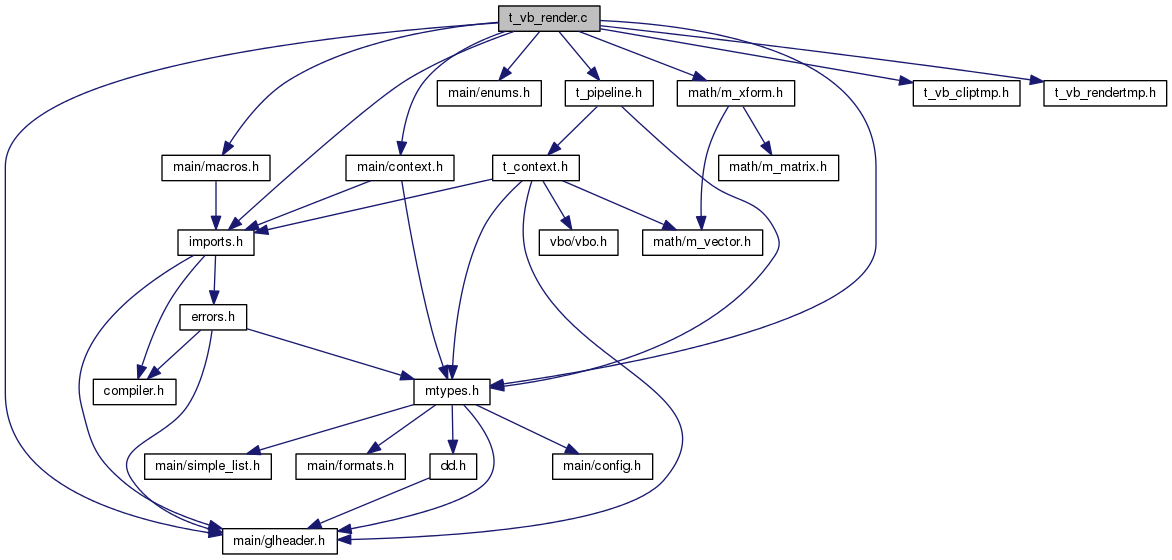 t_vb_render.c
main/enums.h
t_pipeline.h
math/m_xform.h
t_vb_cliptmp.h
t_vb_rendertmp.h
main/macros.h
main/context.h
t_context.h
math/m_matrix.h
imports.h
vbo/vbo.h
math/m_vector.h
errors.h
compiler.h
mtypes.h
main/simple_list.h
main/formats.h
dd.h
main/config.h
main/glheader.h